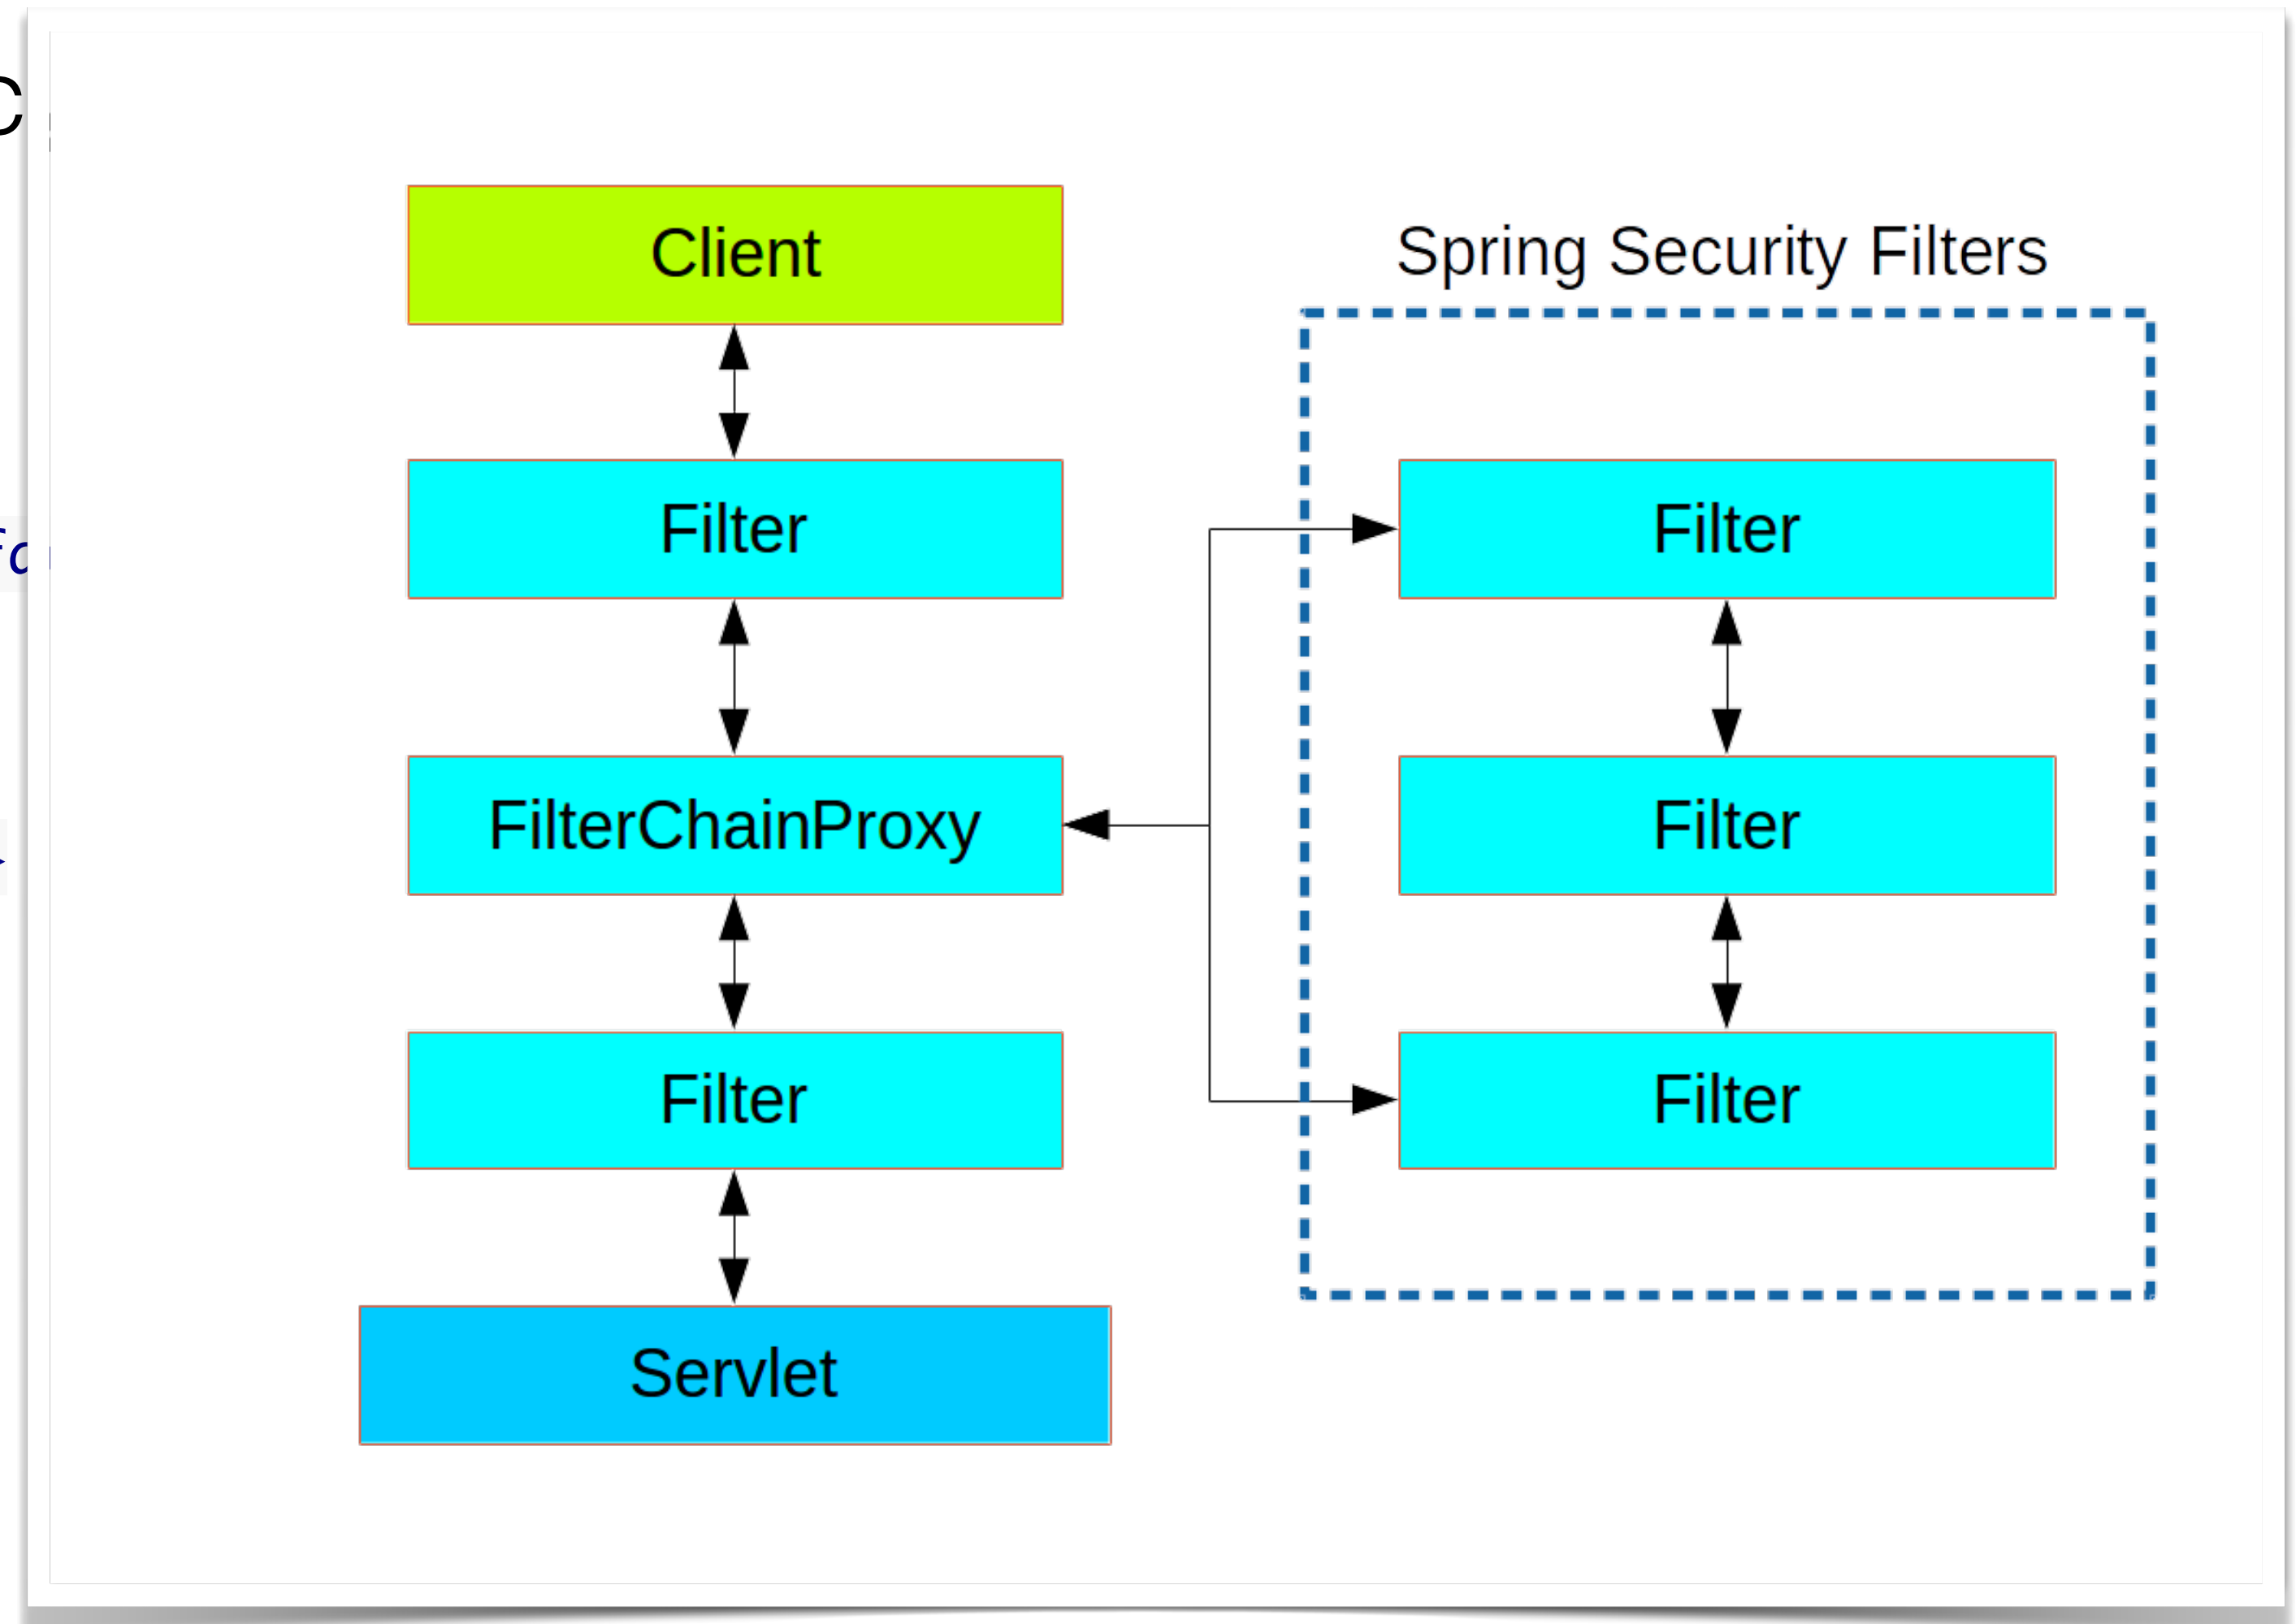 Client
Spring Security Filters
Filter
Filter
FilterChainProxy
Filter
Filter
Filter
Servlet